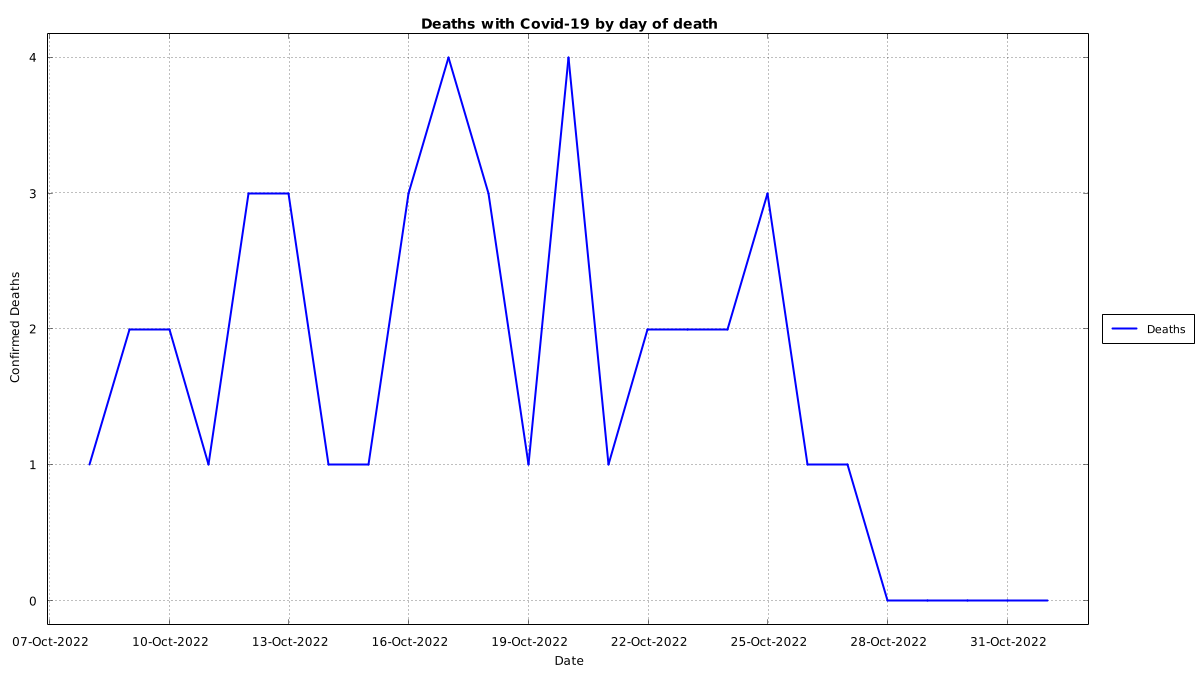 Deaths with Covid-19 by day of death
4
3
2
1
0
Confirmed Deaths
07-Oct-2022 10-Oct-2022 13-Oct-2022 16-Oct-2022 19-Oct-2022 22-Oct-2022 25-Oct-2022 28-Oct-2022 31-Oct-2022
Date
Deaths